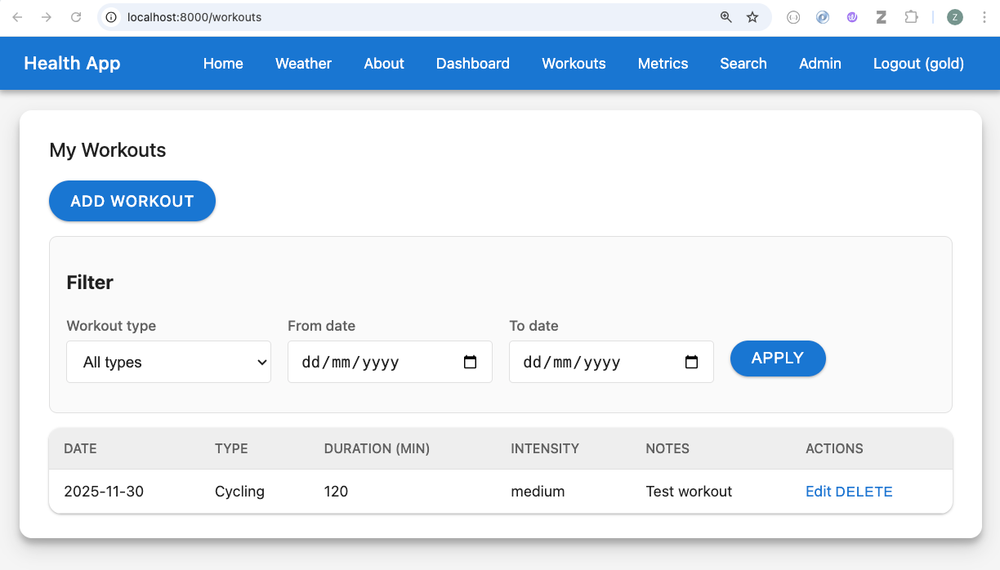 localhost:8000/workouts
Z
Z
Health App Home Weather About Dashboard Workouts Metrics Search Admin Logout (gold)
My Workouts
ADD WORKOUT
Filter
Workout type From date To date
All types dd/mm/yyyy dd/mm/yyyy APPLY
DATE TYPE DURATION (MIN) INTENSITY NOTES ACTIONS
2025-11-30 Cycling 120 medium Test workout Edit DELETE